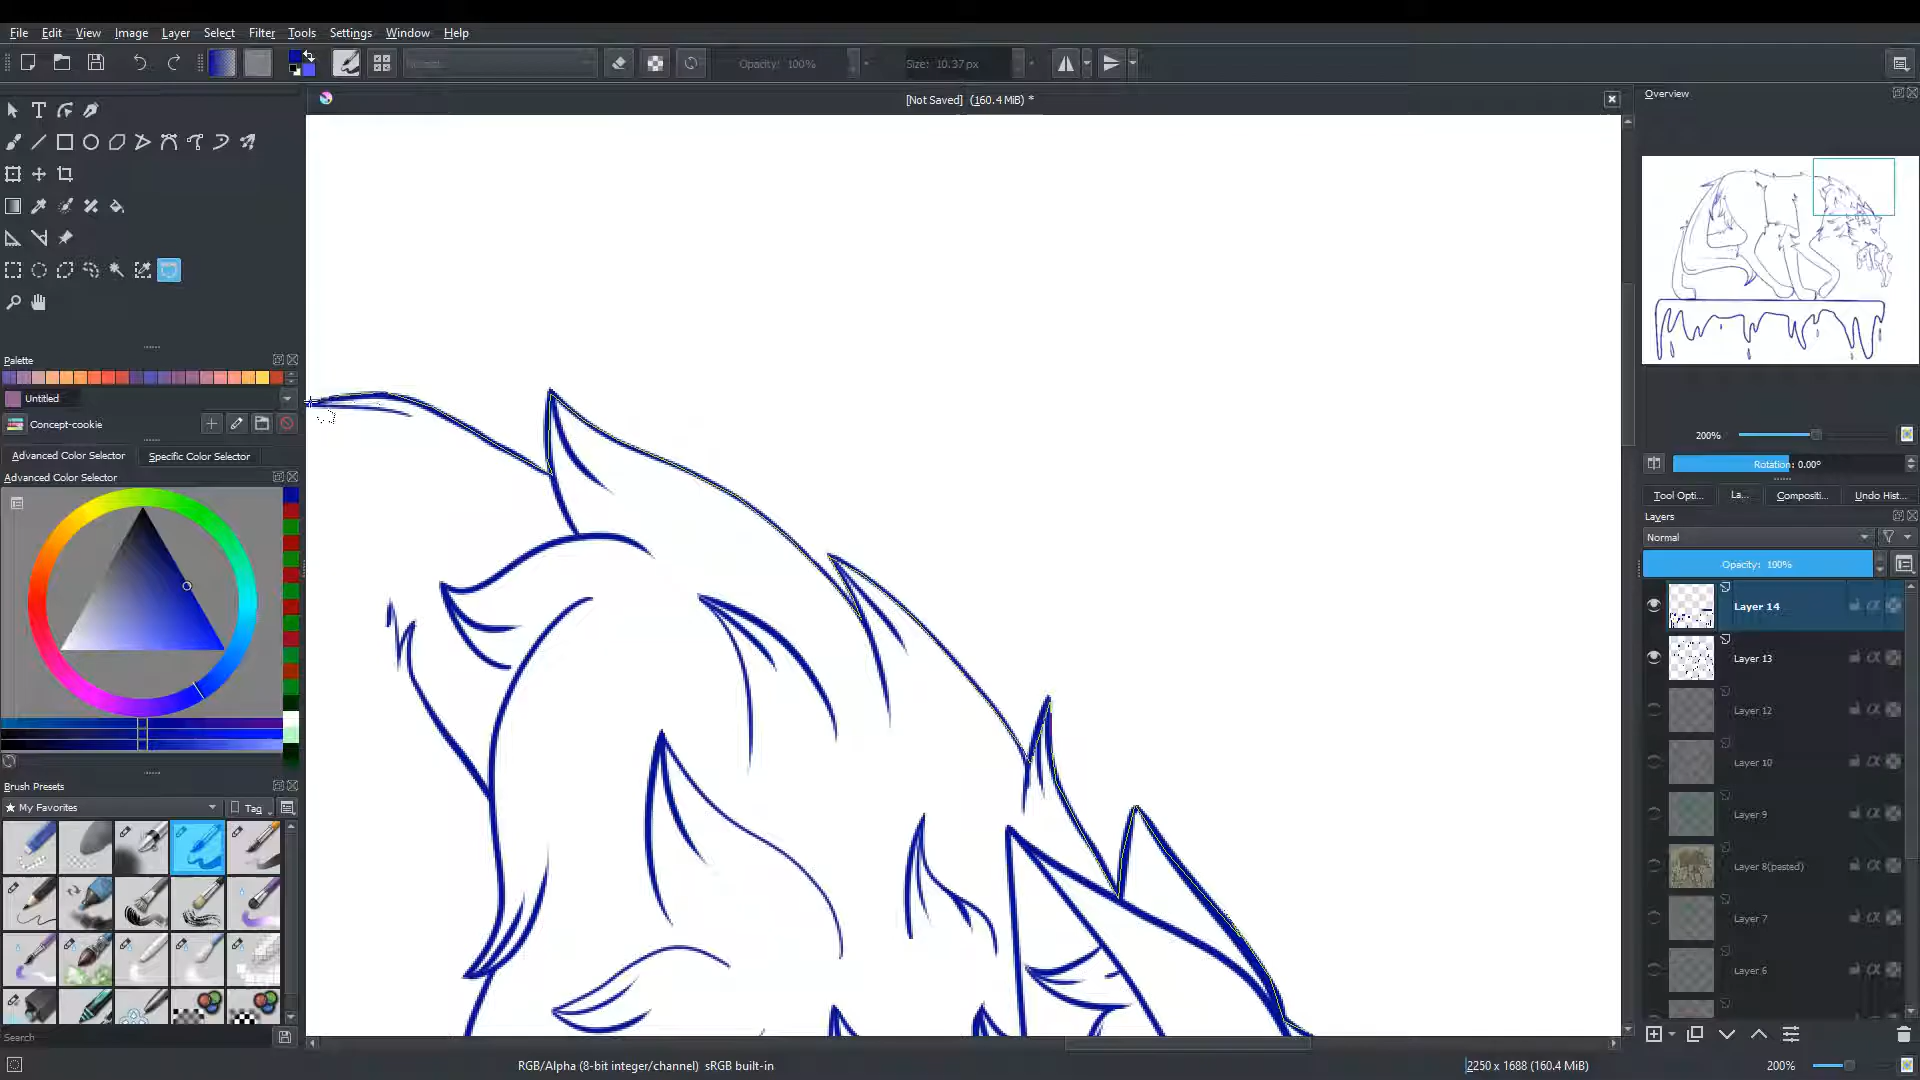 File Edit View Image Layer Select Filter Tools Settings Window Help
Opacity: 100% Size: 10.37 px
[Not Saved] (160.4 MiB) *
Overview
Palette
Untitled
Concept-cookie
Advanced Color Selector Specific Color Selector
Advanced Color Selector
Brush Presets
My Favorites Tag
Search
200%
Rotation: 0.00°
Tool Opti... La... Compositi... Undo Hist...
Layers
Normal
Opacity: 100%
Layer 14
Layer 13
Layer 12
Layer 10
Layer 9
Layer 8(pasted)
Layer 7
Layer 6
RGB/Alpha (8-bit integer/channel) sRGB built-in
2250 x 1688 (160.4 MiB)
200%